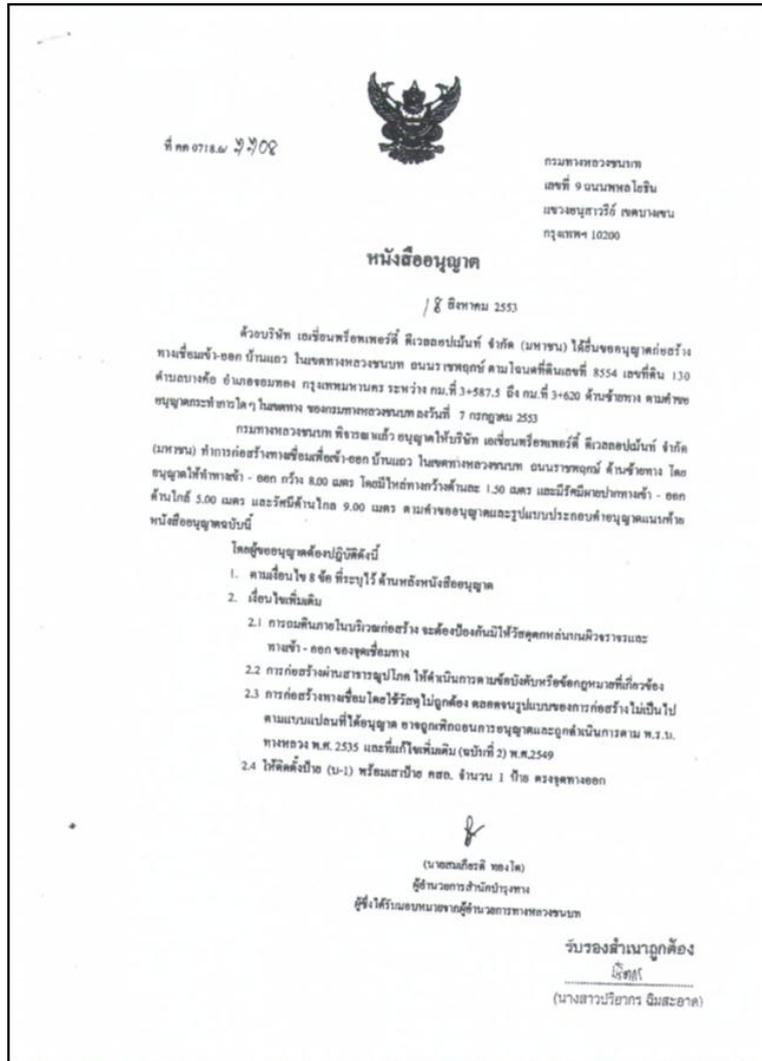 ที่ คค 0718.๗/ ๖๖08
กรมทางหลวงชนบท
เลขที่ 9 ถนนพหลโยธิน
แขวงอนุสาวรีย์ เขตบางเขน
กรุงเทพฯ 10200
หนังสืออนุญาต
18 สิงหาคม 2553
ด้วยบริษัท เอเชี่ยนพร็อพเพอร์ตี้ ดีเวลลอปเม้นท์ จำกัด (มหาชน) ได้ยื่นขออนุญาตก่อสร้าง
ทางเชื่อมเข้า-ออก บ้านแถว ในเขตทางหลวงชนบท ถนนราชพฤกษ์ ตามโฉนดที่ดินเลขที่ 8554 เลขที่ดิน 130
ตำบลบางค้อ อำเภอจอมทอง กรุงเทพมหานคร ระหว่าง กม.ที่ 3+587.5 ถึง กม.ที่ 3+620 ด้านซ้ายทาง ตามคำขอ
อนุญาตกระทำการใดๆ ในเขตทาง ของกรมทางหลวงชนบท ลงวันที่ 7 กรกฎาคม 2553
กรมทางหลวงชนบท พิจารณาแล้ว อนุญาตให้บริษัท เอเชี่ยนพร็อพเพอร์ตี้ ดีเวลลอปเม้นท์ จำกัด
(มหาชน) ทำการก่อสร้างทางเชื่อมเพื่อเข้า-ออก บ้านแถว ในเขตทางหลวงชนบท ถนนราชพฤกษ์ ด้านซ้ายทาง โดย
อนุญาตให้ทำทางเข้า - ออก กว้าง 8.00 เมตร โดยมีไหล่ทางกว้างด้านละ 1.50 เมตร และมีรัศมีผายปากทางเข้า - ออก
ด้านใกล้ 5.00 เมตร และรัศมีด้านไกล 9.00 เมตร ตามคำขออนุญาตและรูปแบบประกอบคำอนุญาตแนบท้าย
หนังสืออนุญาตฉบับนี้
โดยผู้ขออนุญาตต้องปฏิบัติดังนี้
1. ตามเงื่อนไข 8 ข้อ ที่ระบุไว้ ด้านหลังหนังสืออนุญาต
2. เงื่อนไขเพิ่มเติม
2.1 การถมดินภายในบริเวณก่อสร้าง จะต้องป้องกันมิให้วัสดุตกหล่นบนผิวจราจรและ
ทางเข้า - ออก ของจุดเชื่อมทาง
2.2 การก่อสร้างผ่านสาธารณูปโภค ให้ดำเนินการตามข้อบังคับหรือข้อกฎหมายที่เกี่ยวข้อง
2.3 การก่อสร้างทางเชื่อมโดยใช้วัสดุไม่ถูกต้อง ตลอดจนรูปแบบของการก่อสร้างไม่เป็นไป
ตามแบบแปลนที่ได้อนุญาต อาจถูกเพิกถอนการอนุญาตและถูกดำเนินการตาม พ.ร.บ.
ทางหลวง พ.ศ. 2535 และที่แก้ไขเพิ่มเติม (ฉบับที่ 2) พ.ศ.2549
2.4 ให้ติดตั้งป้าย (บ-1) พร้อมเสาป้าย คสล. จำนวน 1 ป้าย ตรงจุดทางออก
(นายสมเกียรติ ทองโต)
ผู้อำนวยการสำนักบำรุงทาง
ผู้ซึ่งได้รับมอบหมายจากผู้อำนวยการทางหลวงชนบท
รับรองสำเนาถูกต้อง
(นางสาวปริยากร ฉิมสะอาด)